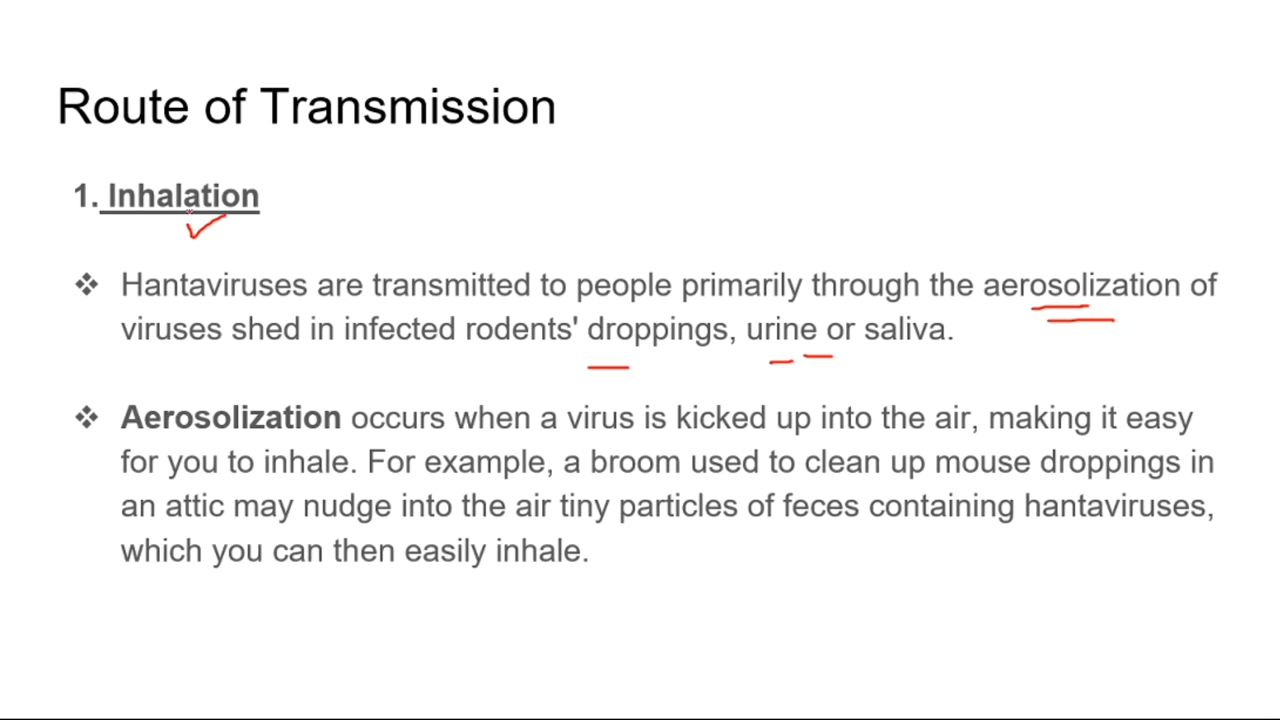 Route of Transmission
1. Inhalation
❖ Hantaviruses are transmitted to people primarily through the aerosolization of
viruses shed in infected rodents' droppings, urine or saliva.
❖ Aerosolization occurs when a virus is kicked up into the air, making it easy
for you to inhale. For example, a broom used to clean up mouse droppings in
an attic may nudge into the air tiny particles of feces containing hantaviruses,
which you can then easily inhale.